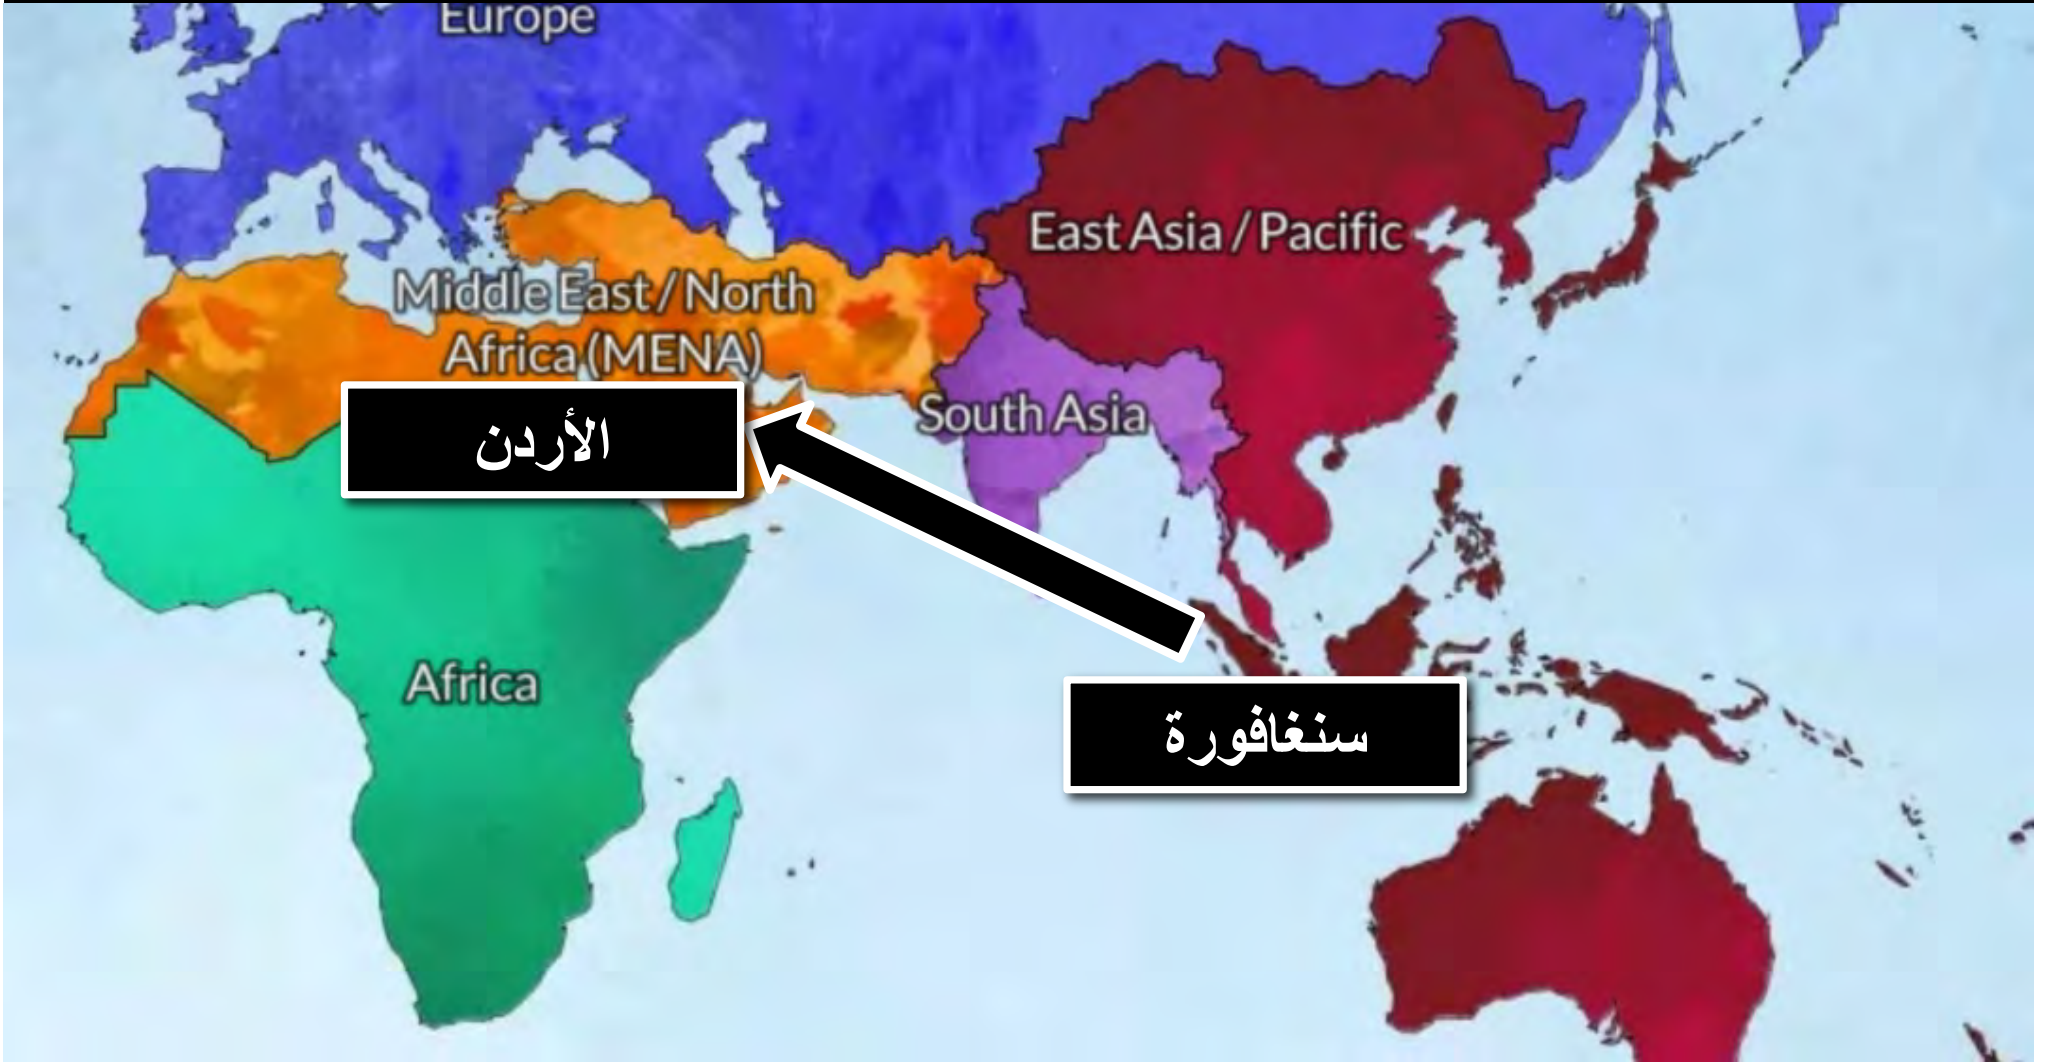 Europe
East Asia / Pacific
Middle East / North
Africa (MENA)
South Asia
الأردن
Africa
سنغافورة